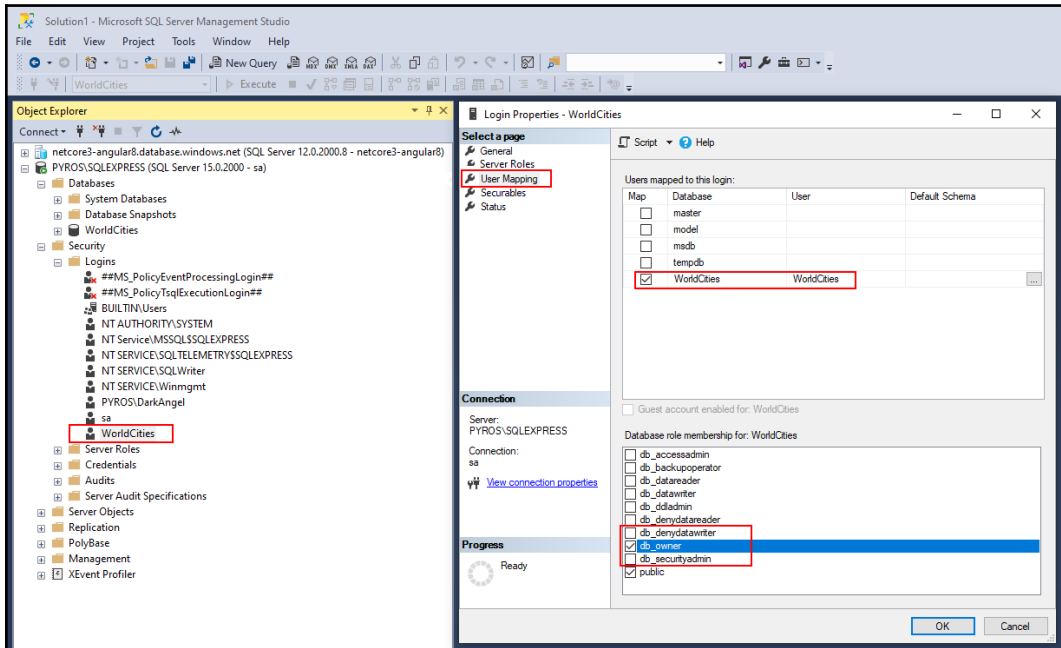 Solution1 - Microsoft SQL Server Management Studio
File Edit View Project Tools Window Help
New Query
WorldCities Execute
Object Explorer
Connect
netcore3-angular8.database.windows.net (SQL Server 12.0.2000.8 - netcore3-angular8)
PYROS\SQLEXPRESS (SQL Server 15.0.2000 - sa)
Databases
System Databases
Database Snapshots
WorldCities
Security
Logins
##MS_PolicyEventProcessingLogin##
##MS_PolicyTsqlExecutionLogin##
BUILTIN\Users
NT AUTHORITY\SYSTEM
NT Service\MSSQL$SQLEXPRESS
NT SERVICE\SQLTELEMETRY$SQLEXPRESS
NT SERVICE\SQLWriter
NT SERVICE\Winmgmt
PYROS\DarkAngel
sa
WorldCities
Server Roles
Credentials
Audits
Server Audit Specifications
Server Objects
Replication
PolyBase
Management
XEvent Profiler
Login Properties - WorldCities
Select a page
General
Server Roles
User Mapping
Securables
Status
Connection
Server:
PYROS\SQLEXPRESS
Connection:
sa
View connection properties
Progress
Ready
Script Help
Users mapped to this login:
Map Database User Default Schema
master
model
msdb
tempdb
WorldCities WorldCities ...
Guest account enabled for: WorldCities
Database role membership for: WorldCities
db_accessadmin
db_backupoperator
db_datareader
db_datawriter
db_ddladmin
db_denydatareader
db_denydatawriter
db_owner
db_securityadmin
public
OK Cancel